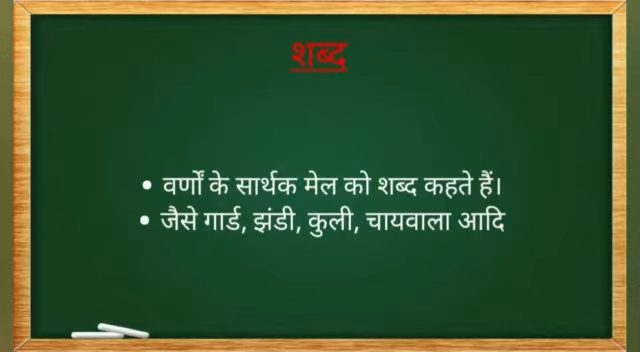 शब्द
• वर्णों के सार्थक मेल को शब्द कहते हैं।
• जैसे गार्ड, झंडी, कुली, चायवाला आदि